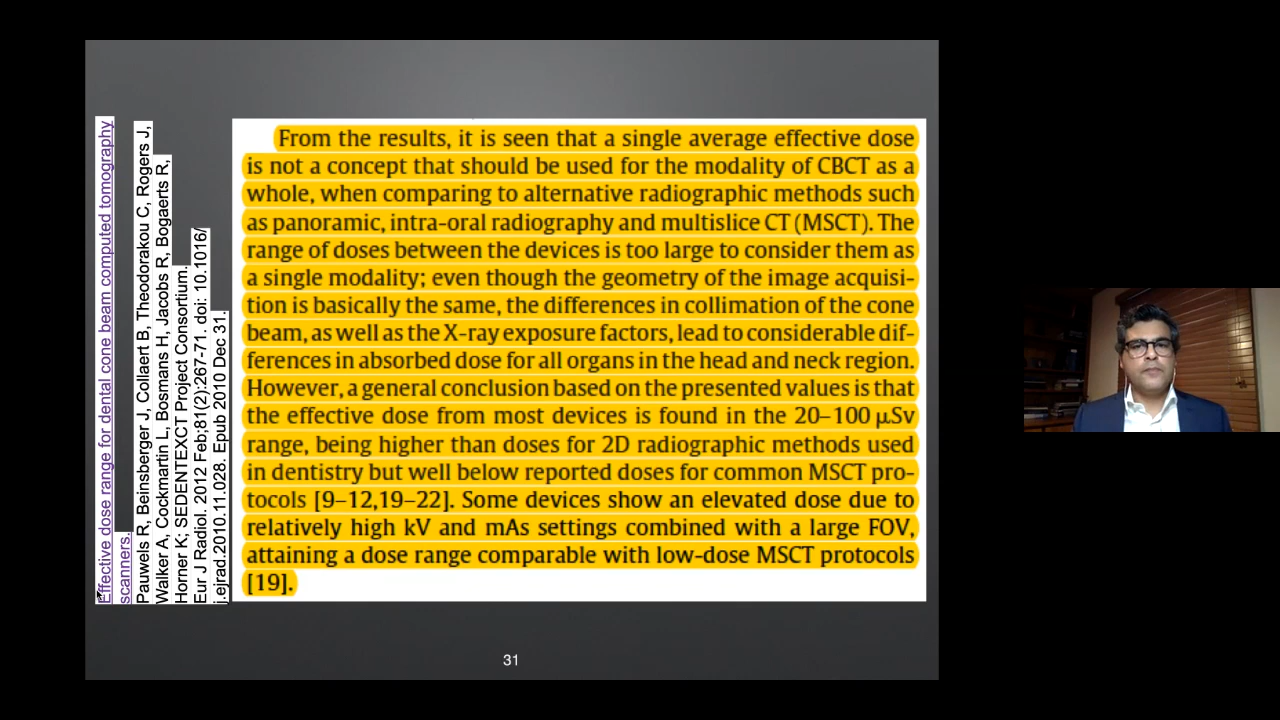 Effective dose range for dental cone beam computed tomography
scanners.
Pauwels R, Beinsberger J, Collaert B, Theodorakou C, Rogers J,
Walker A, Cockmartin L, Bosmans H, Jacobs R, Bogaerts R,
Horner K; SEDENTEXCT Project Consortium.
Eur J Radiol. 2012 Feb;81(2):267-71. doi: 10.1016/
j.ejrad.2010.11.028. Epub 2010 Dec 31.
From the results, it is seen that a single average effective dose
is not a concept that should be used for the modality of CBCT as a
whole, when comparing to alternative radiographic methods such
as panoramic, intra-oral radiography and multislice CT (MSCT). The
range of doses between the devices is too large to consider them as
a single modality; even though the geometry of the image acquisi-
tion is basically the same, the differences in collimation of the cone
beam, as well as the X-ray exposure factors, lead to considerable dif-
ferences in absorbed dose for all organs in the head and neck region.
However, a general conclusion based on the presented values is that
the effective dose from most devices is found in the 20–100 μSv
range, being higher than doses for 2D radiographic methods used
in dentistry but well below reported doses for common MSCT pro-
tocols [9–12,19–22]. Some devices show an elevated dose due to
relatively high kV and mAs settings combined with a large FOV,
attaining a dose range comparable with low-dose MSCT protocols
[19].
31